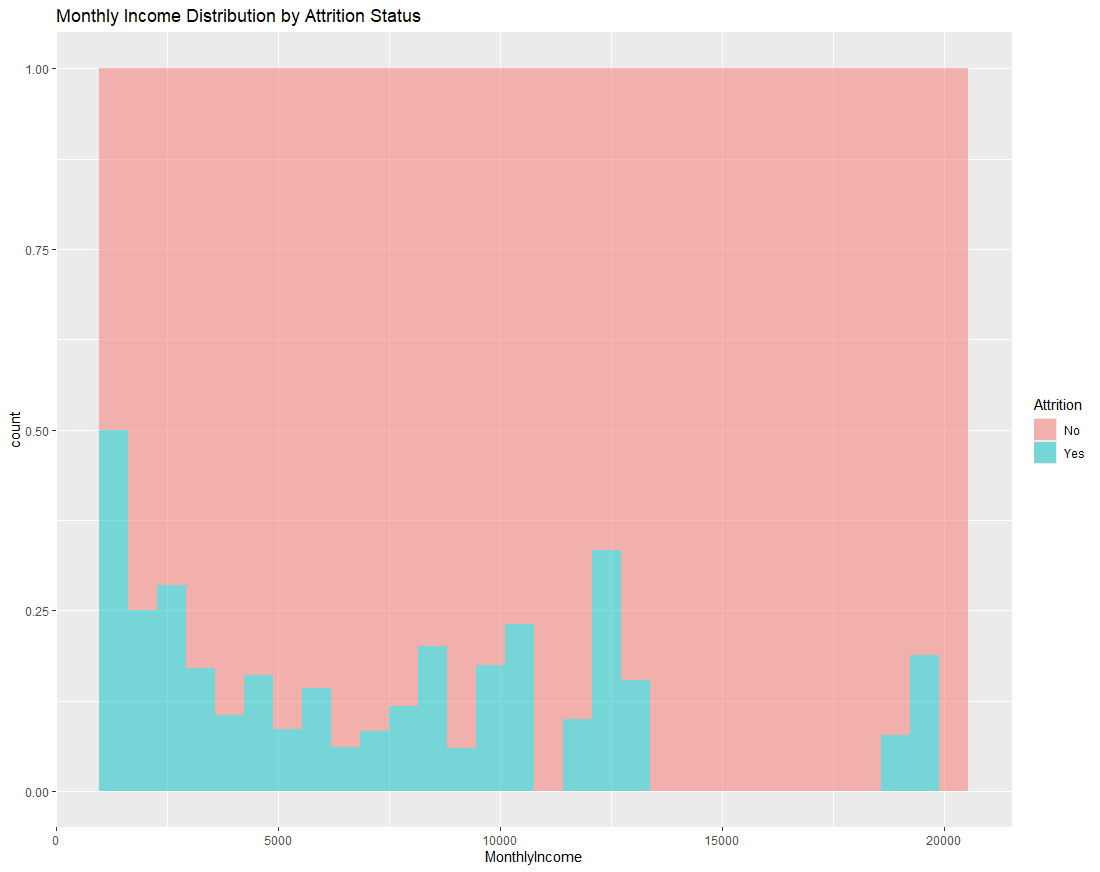 Monthly Income Distribution by Attrition Status
count
1.00
0.75
0.50
0.25
0.00
0
5000
10000
15000
20000
MonthlyIncome
Attrition
No
Yes